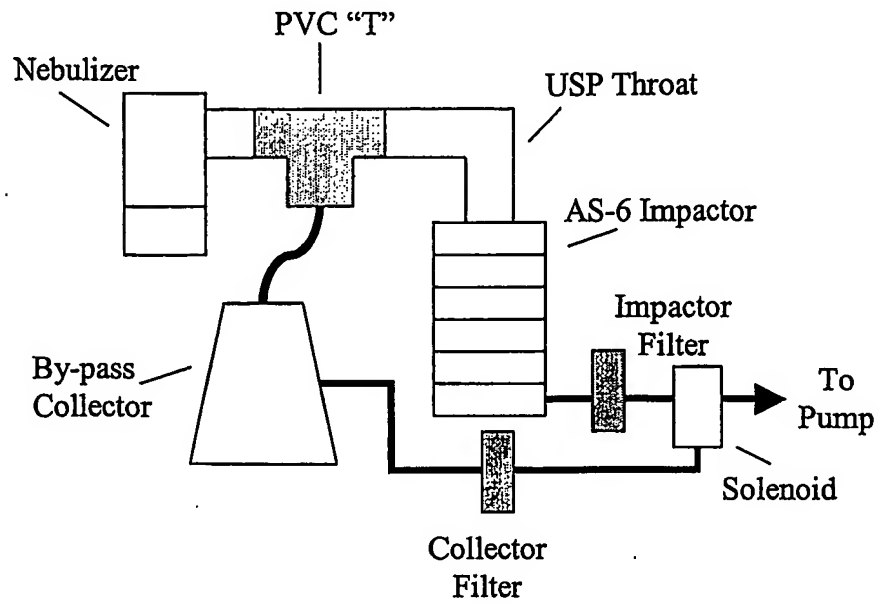 PVC “T”
Nebulizer
USP Throat
AS-6 Impactor
Impactor
Filter
By-pass
Collector
To
Pump
Solenoid
Collector
Filter